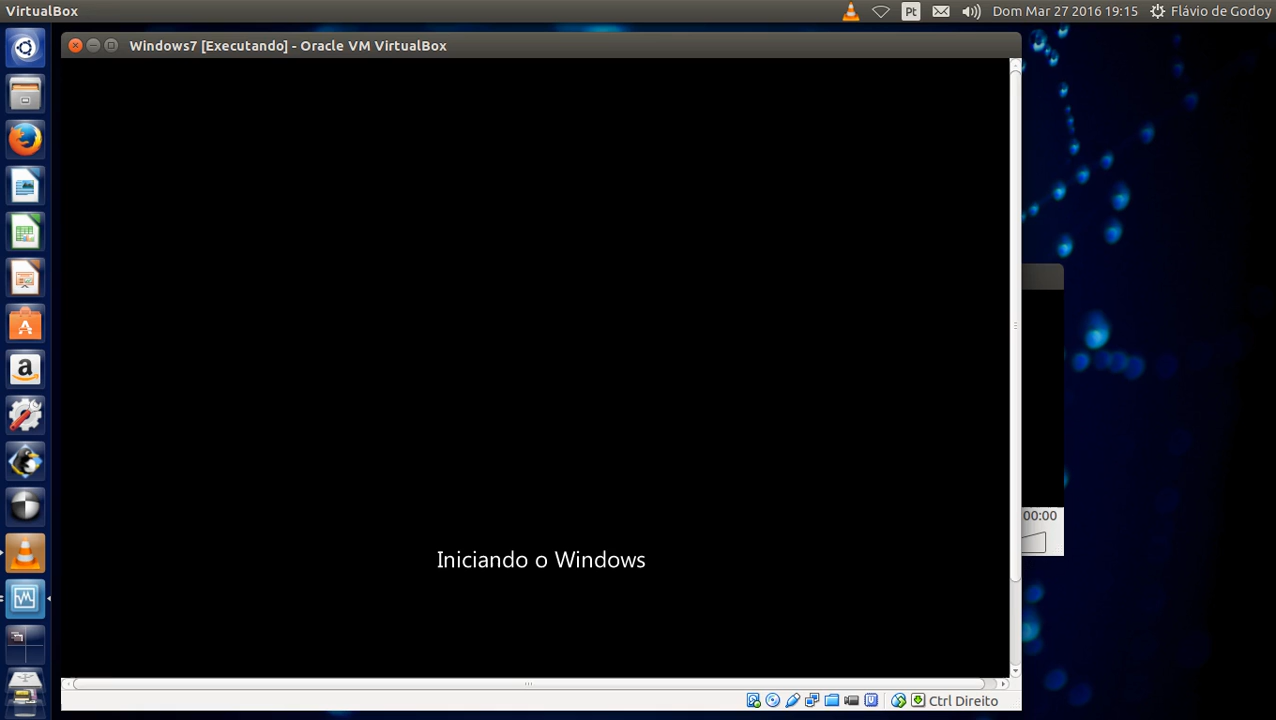 VirtualBox
Pt
Dom Mar 27 2016 19:15
Flávio de Godoy
Windows7 [Executando] - Oracle VM VirtualBox
a
00:00
Iniciando o Windows
Ctrl Direito